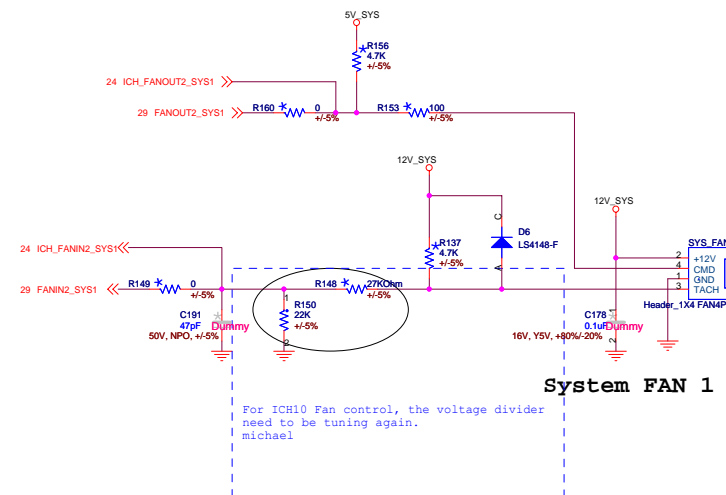 5V_SYS
R156
4.7K
+/-5%
24 ICH_FANOUT2_SYS1
29 FANOUT2_SYS1
R160
0
+/-5%
R153
100
+/-5%
12V_SYS
12V_SYS
C
D6
LS4148-F
A
R137
4.7K
+/-5%
SYS_FAN
2 +12V
4 CMD
1 GND
3 TACH
Header_1X4 FAN4P
24 ICH_FANIN2_SYS1
29 FANIN2_SYS1
R149
0
+/-5%
R148
27KOhm
+/-5%
1
R150
22K
+/-5%
2
C191
47pF
Dummy
50V, NPO, +/-5%
C178
0.1uF
Dummy
1
2
16V, Y5V, +80%/-20%
System FAN 1
For ICH10 Fan control, the voltage divider
need to be tuning again.
michael